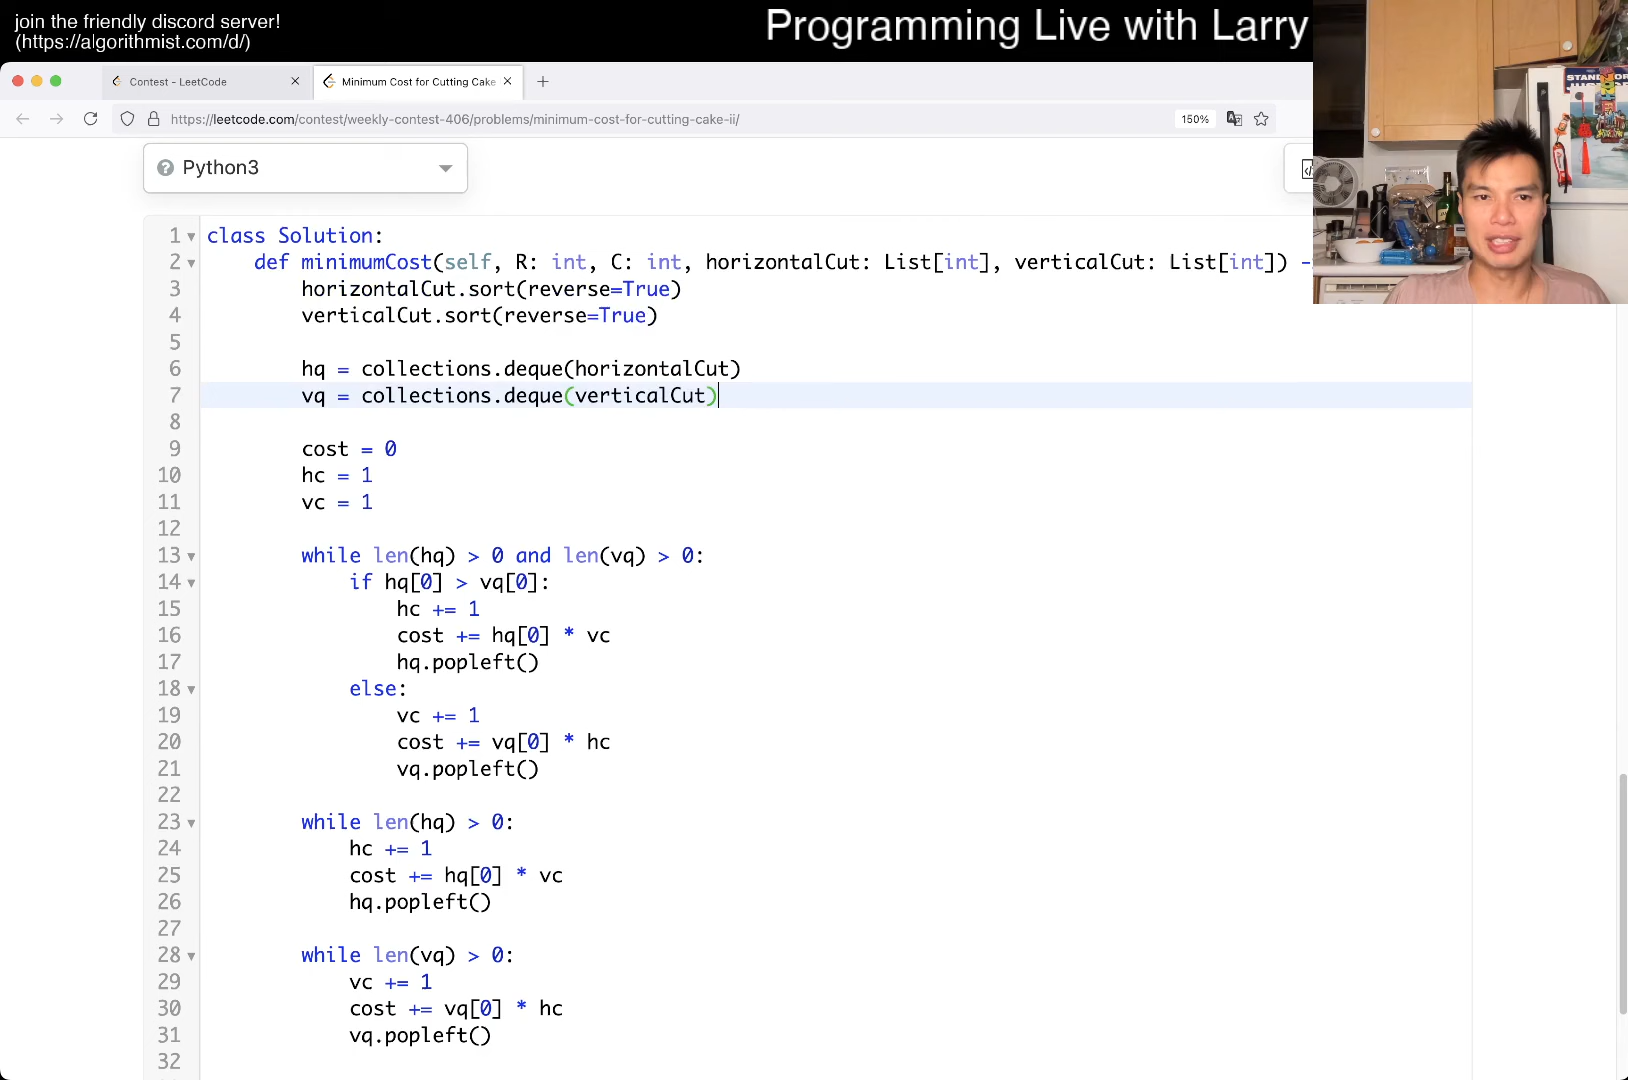 join the friendly discord server!
(https://algorithmist.com/d/)
Programming Live with Larry
Contest - LeetCode
Minimum Cost for Cutting Cake
https://leetcode.com/contest/weekly-contest-406/problems/minimum-cost-for-cutting-cake-ii/
150%
Python3
1 class Solution:
2 def minimumCost(self, R: int, C: int, horizontalCut: List[int], verticalCut: List[int]) -
3 horizontalCut.sort(reverse=True)
4 verticalCut.sort(reverse=True)
5
6 hq = collections.deque(horizontalCut)
7 vq = collections.deque(verticalCut)
8
9 cost = 0
10 hc = 1
11 vc = 1
12
13 while len(hq) > 0 and len(vq) > 0:
14 if hq[0] > vq[0]:
15 hc += 1
16 cost += hq[0] * vc
17 hq.popleft()
18 else:
19 vc += 1
20 cost += vq[0] * hc
21 vq.popleft()
22
23 while len(hq) > 0:
24 hc += 1
25 cost += hq[0] * vc
26 hq.popleft()
27
28 while len(vq) > 0:
29 vc += 1
30 cost += vq[0] * hc
31 vq.popleft()
32